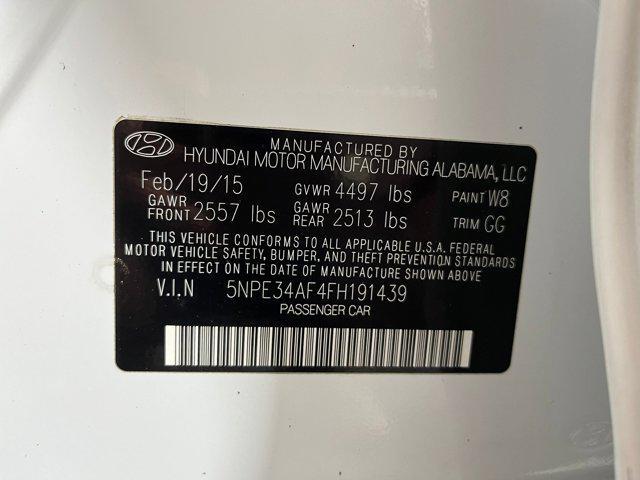 MANUFACTURED BY
HYUNDAI MOTOR MANUFACTURING ALABAMA, LLC
Feb/19/15 GVWR 4497 lbs PAINT W8
GAWR FRONT 2557 lbs GAWR REAR 2513 lbs TRIM GG
THIS VEHICLE CONFORMS TO ALL APPLICABLE U.S.A. FEDERAL
MOTOR VEHICLE SAFETY, BUMPER, AND THEFT PREVENTION STANDARDS
IN EFFECT ON THE DATE OF MANUFACTURE SHOWN ABOVE.
V.I.N 5NPE34AF4FH191439
PASSENGER CAR